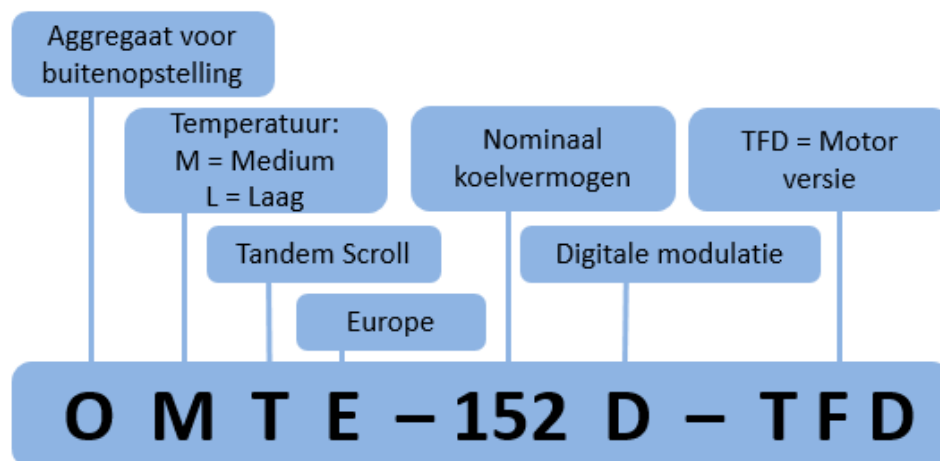 Aggregaat voor
buitenopstelling
Temperatuur:
M = Medium
L = Laag
Nominaal
koelvermogen
TFD = Motor
versie
Tandem Scroll
Digitale modulatie
Europe
O M T E – 152 D – T F D